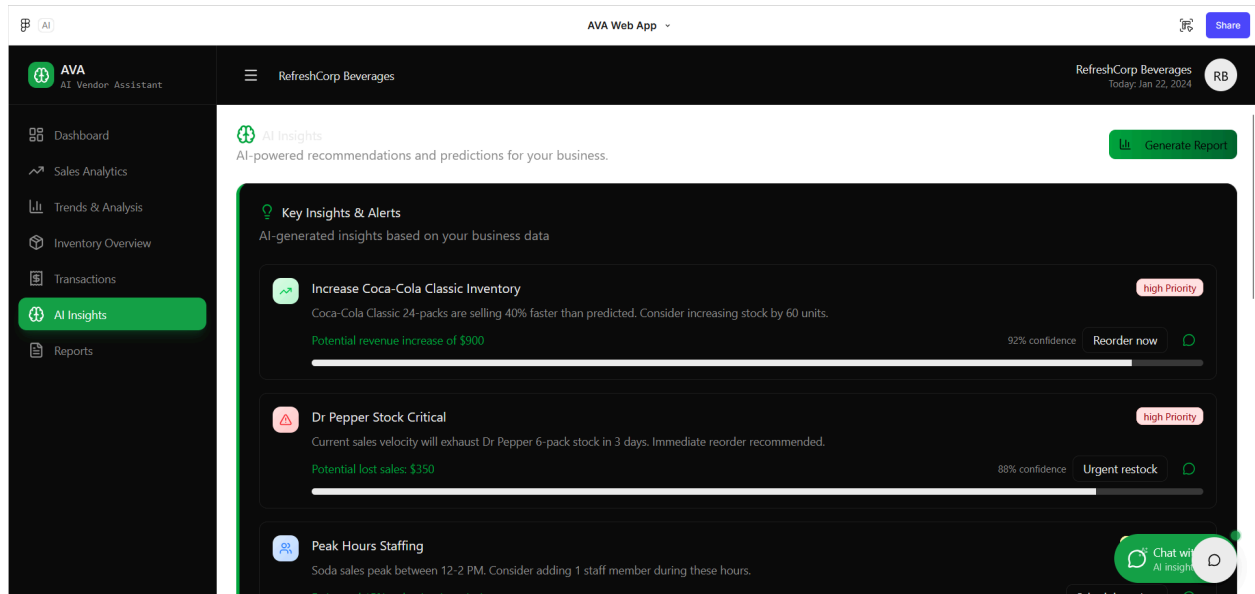 AI
AVA Web App
Share
AVA
AI Vendor Assistant
RefreshCorp Beverages
RefreshCorp Beverages
Today: Jan 22, 2024
RB
Dashboard
Sales Analytics
Trends & Analysis
Inventory Overview
Transactions
AI Insights
Reports
AI Insights
AI-powered recommendations and predictions for your business.
Generate Report
Key Insights & Alerts
AI-generated insights based on your business data
Increase Coca-Cola Classic Inventory
high Priority
Coca-Cola Classic 24-packs are selling 40% faster than predicted. Consider increasing stock by 60 units.
Potential revenue increase of $900
92% confidence
Reorder now
Dr Pepper Stock Critical
high Priority
Current sales velocity will exhaust Dr Pepper 6-pack stock in 3 days. Immediate reorder recommended.
Potential lost sales: $350
88% confidence
Urgent restock
Peak Hours Staffing
Soda sales peak between 12-2 PM. Consider adding 1 staff member during these hours.
Chat wit
AI insight